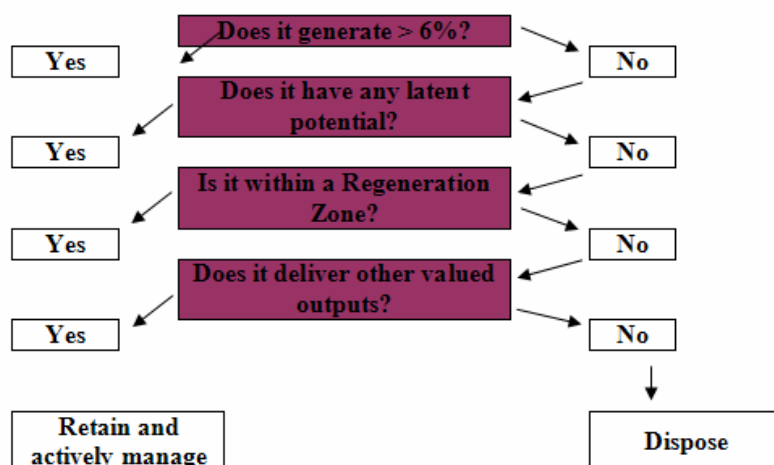 Does it generate > 6%?
Yes
No
Does it have any latent
potential?
Yes
No
Is it within a Regeneration
Zone?
Yes
No
Does it deliver other valued
outputs?
Yes
No
Retain and
actively manage
Dispose